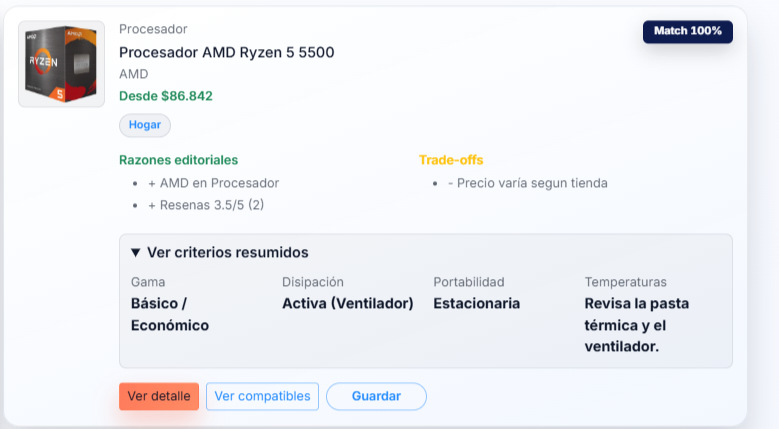 Procesador
Match 100%
Procesador AMD Ryzen 5 5500
AMD
Desde $86.842
Hogar
Razones editoriales
+ AMD en Procesador
+ Resenas 3.5/5 (2)
Trade-offs
- Precio varía segun tienda
▼ Ver criterios resumidos
Gama
Básico /
Económico
Disipación
Activa (Ventilador)
Portabilidad
Estacionaria
Temperaturas
Revisa la pasta
térmica y el
ventilador.
Ver detalle
Ver compatibles
Guardar
RYZEN
5